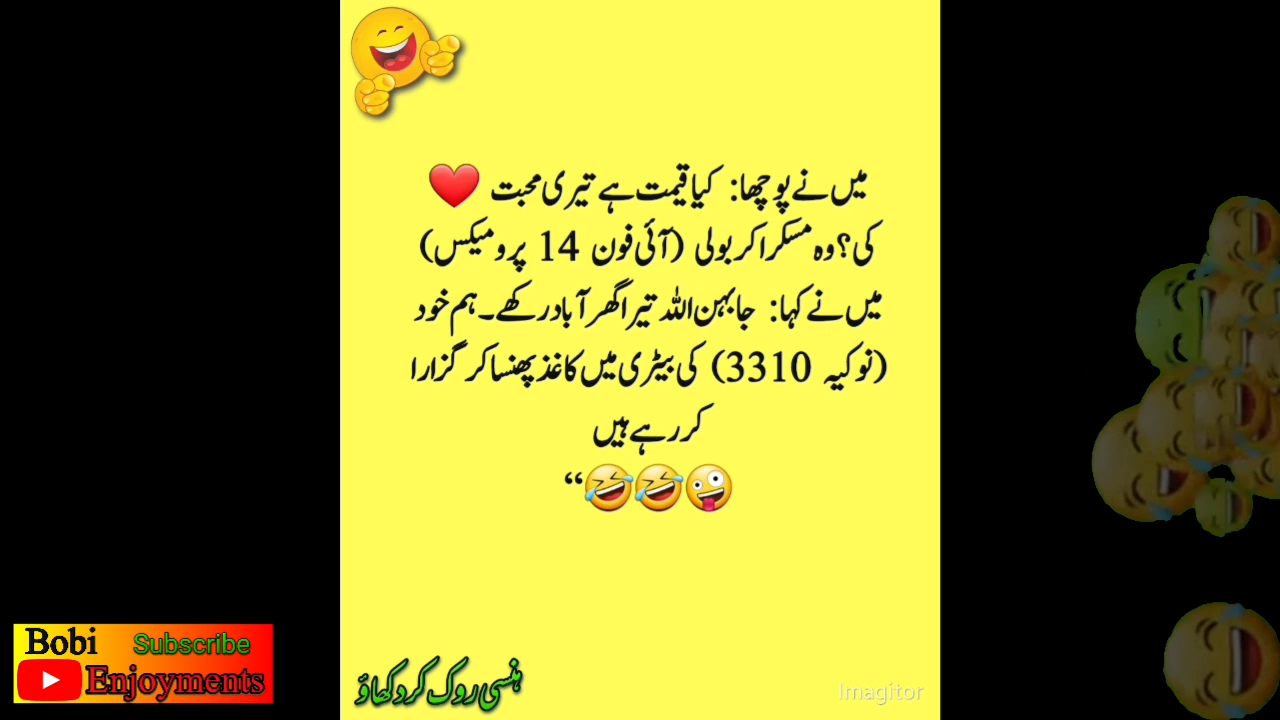 میں نے پوچھا: کیا قیمت ہے تیری محبت ❤️
کی؟ وہ مسکرا کر بولی (آئی فون 14 پرو میکس)
میں نے کہا: جا بہن اللہ تیرا گھر آباد رکھے۔ ہم خود
(نوکیہ 3310) کی بیٹری میں کاغذ پھنسا کر گزارا
کر رہے ہیں
😜🤣🤣“
Bobi Subscribe
Enjoyments
ہنسی روک کر دکھاؤ
Imagitor